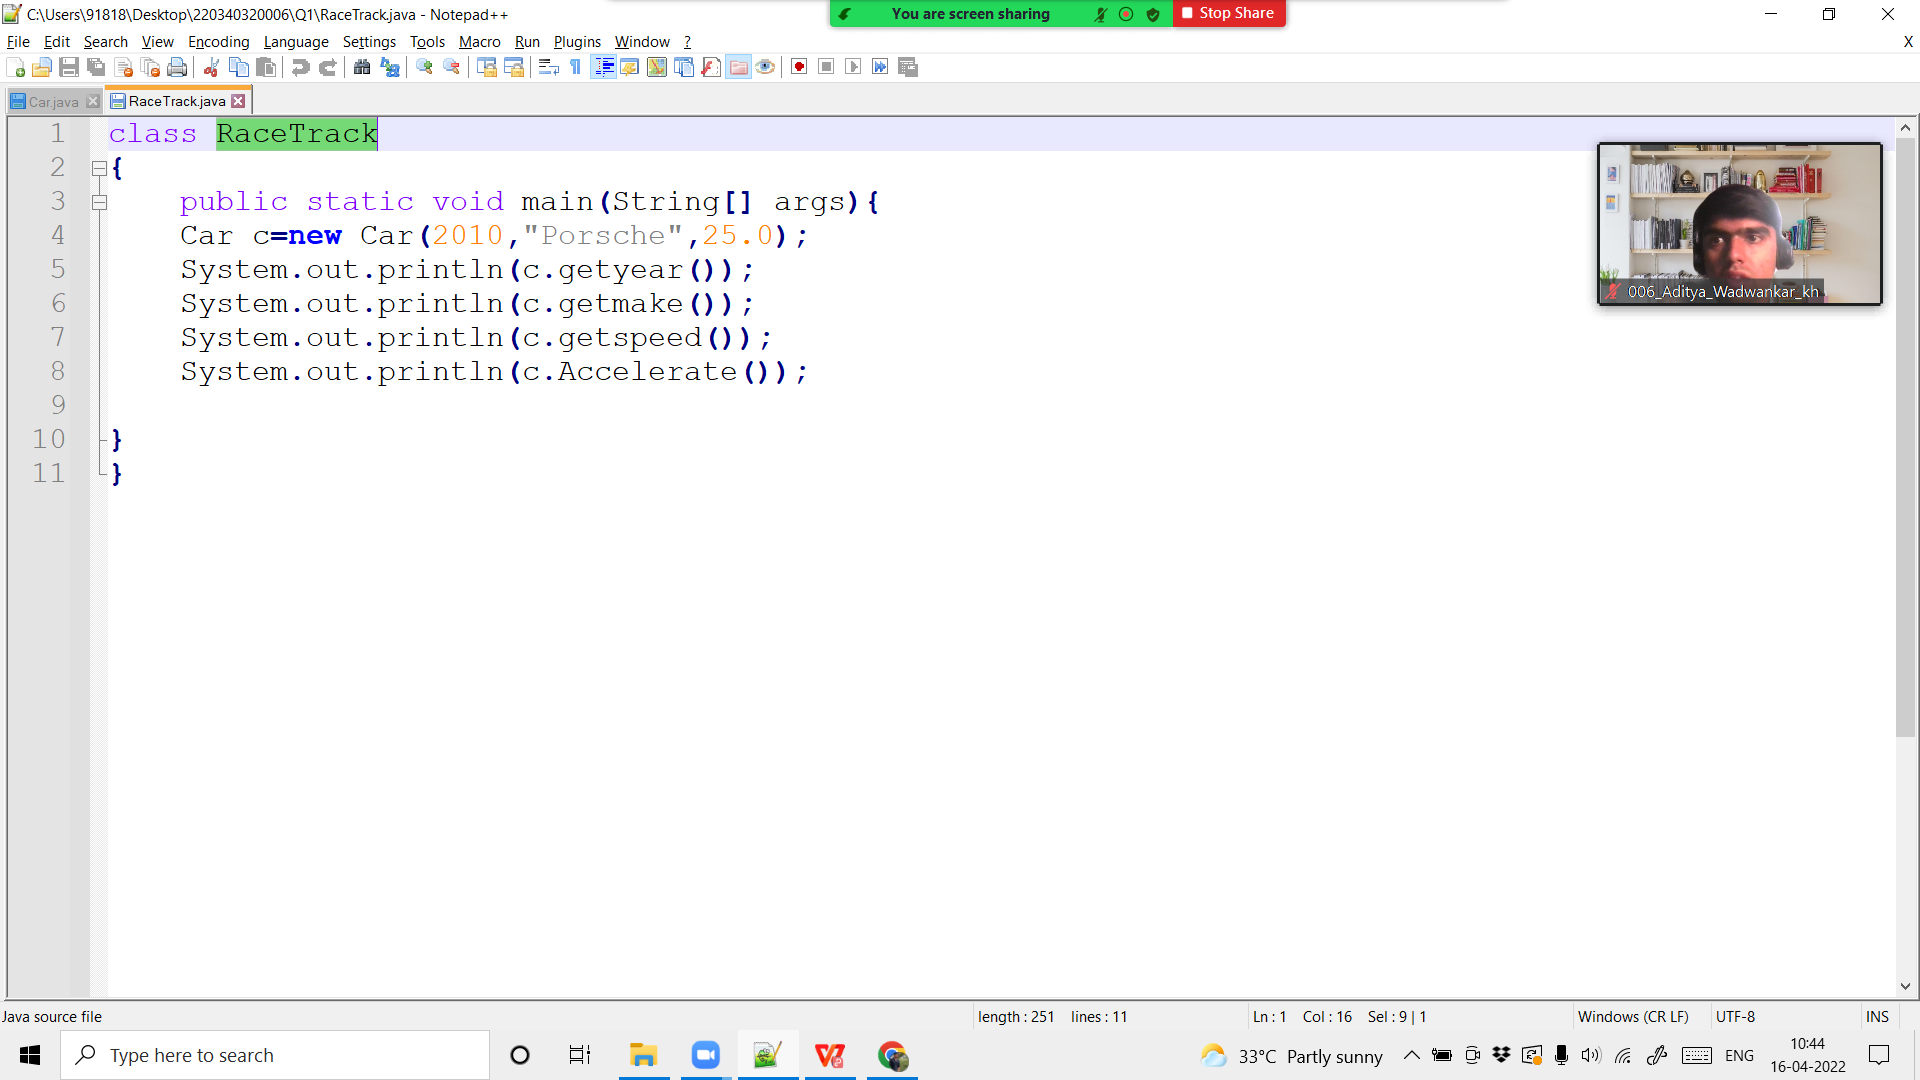 C:\Users\91818\Desktop\220340320006\Q1\RaceTrack.java - Notepad++
You are screen sharing
Stop Share
File Edit Search View Encoding Language Settings Tools Macro Run Plugins Window ?
X
Car.java
RaceTrack.java
1 class RaceTrack
2 {
3 public static void main(String[] args){
4 Car c=new Car(2010,"Porsche",25.0);
5 System.out.println(c.getyear());
6 System.out.println(c.getmake());
7 System.out.println(c.getspeed());
8 System.out.println(c.Accelerate());
9
10 }
11 }
006_Aditya_Wadwankar_kh
Java source file
length : 251 lines : 11
Ln : 1 Col : 16 Sel : 9 | 1
Windows (CR LF)
UTF-8
INS
Type here to search
33°C Partly sunny
ENG
10:44
16-04-2022